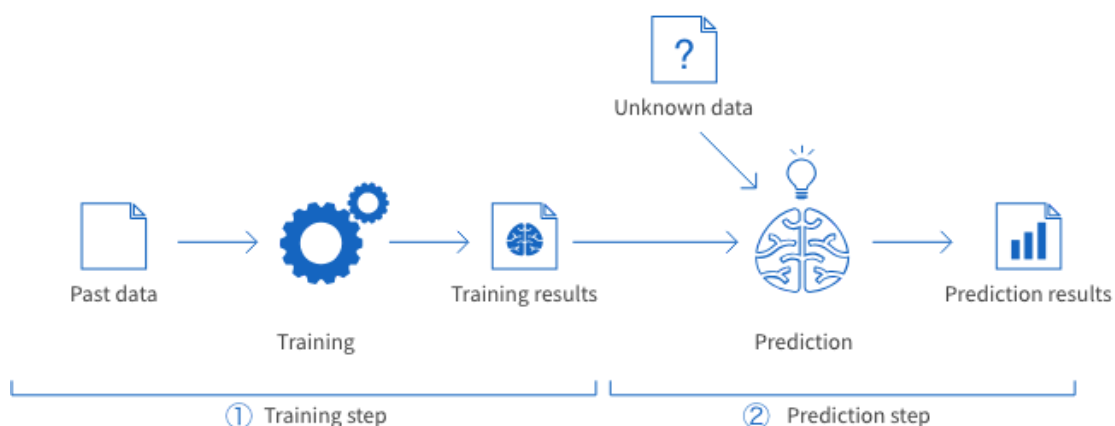 ?
Unknown data
Past data
Training results
Prediction results
Training
Prediction
① Training step
② Prediction step